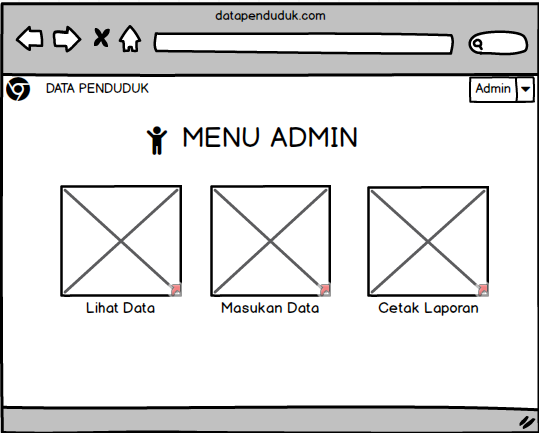 datapenduduk.com
DATA PENDUDUK
Admin
MENU ADMIN
Lihat Data
Masukan Data
Cetak Laporan